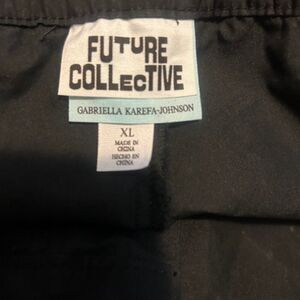 FUTURE
COLLECTIVE
GABRIELLA KAREFA-JOHNSON
XL
MADE IN
CHINA
HECHO EN
CHINA